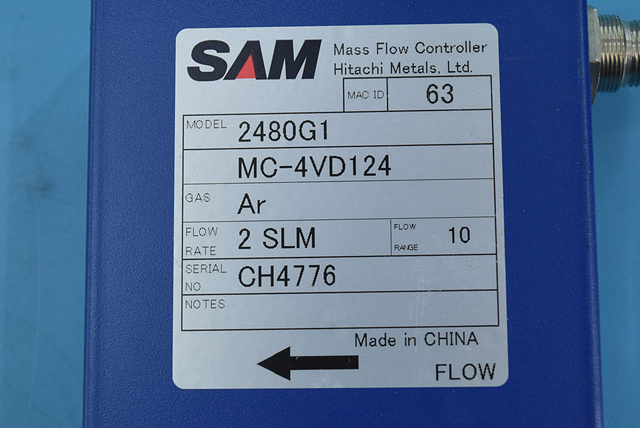 SAM
Mass Flow Controller
Hitachi Metals, Ltd.
MAC ID 63
MODEL 2480G1
MC-4VD124
GAS Ar
FLOW RATE 2 SLM FLOW RANGE 10
SERIAL NO CH4776
NOTES
Made in CHINA
FLOW